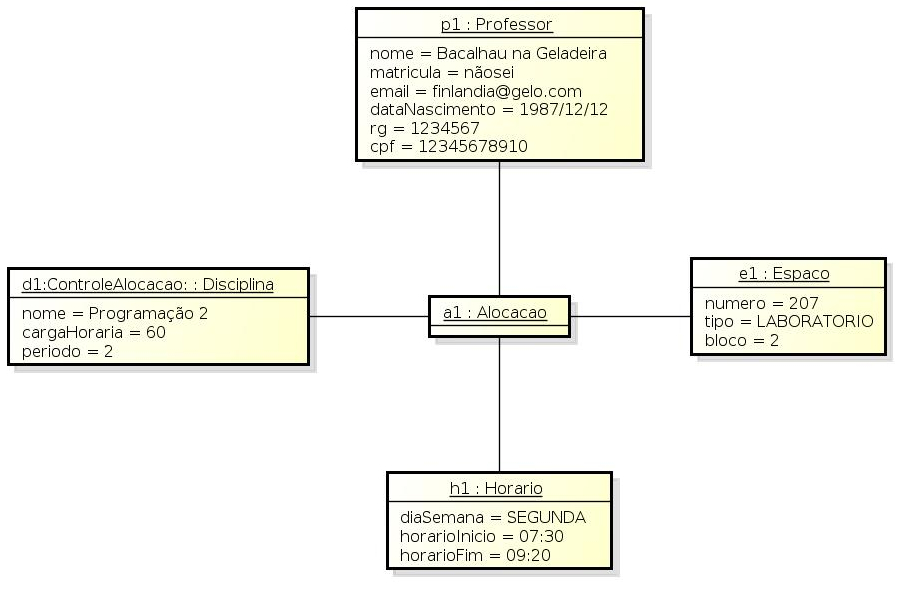 p1 : Professor
nome = Bacalhau na Geladeira
matricula = nãosei
email = finlandia@gelo.com
dataNascimento = 1987/12/12
rg = 1234567
cpf = 12345678910
d1:ControleAlocacao: : Disciplina
nome = Programação 2
cargaHoraria = 60
periodo = 2
a1 : Alocacao
e1 : Espaco
numero = 207
tipo = LABORATORIO
bloco = 2
h1 : Horario
diaSemana = SEGUNDA
horarioInicio = 07:30
horarioFim = 09:20